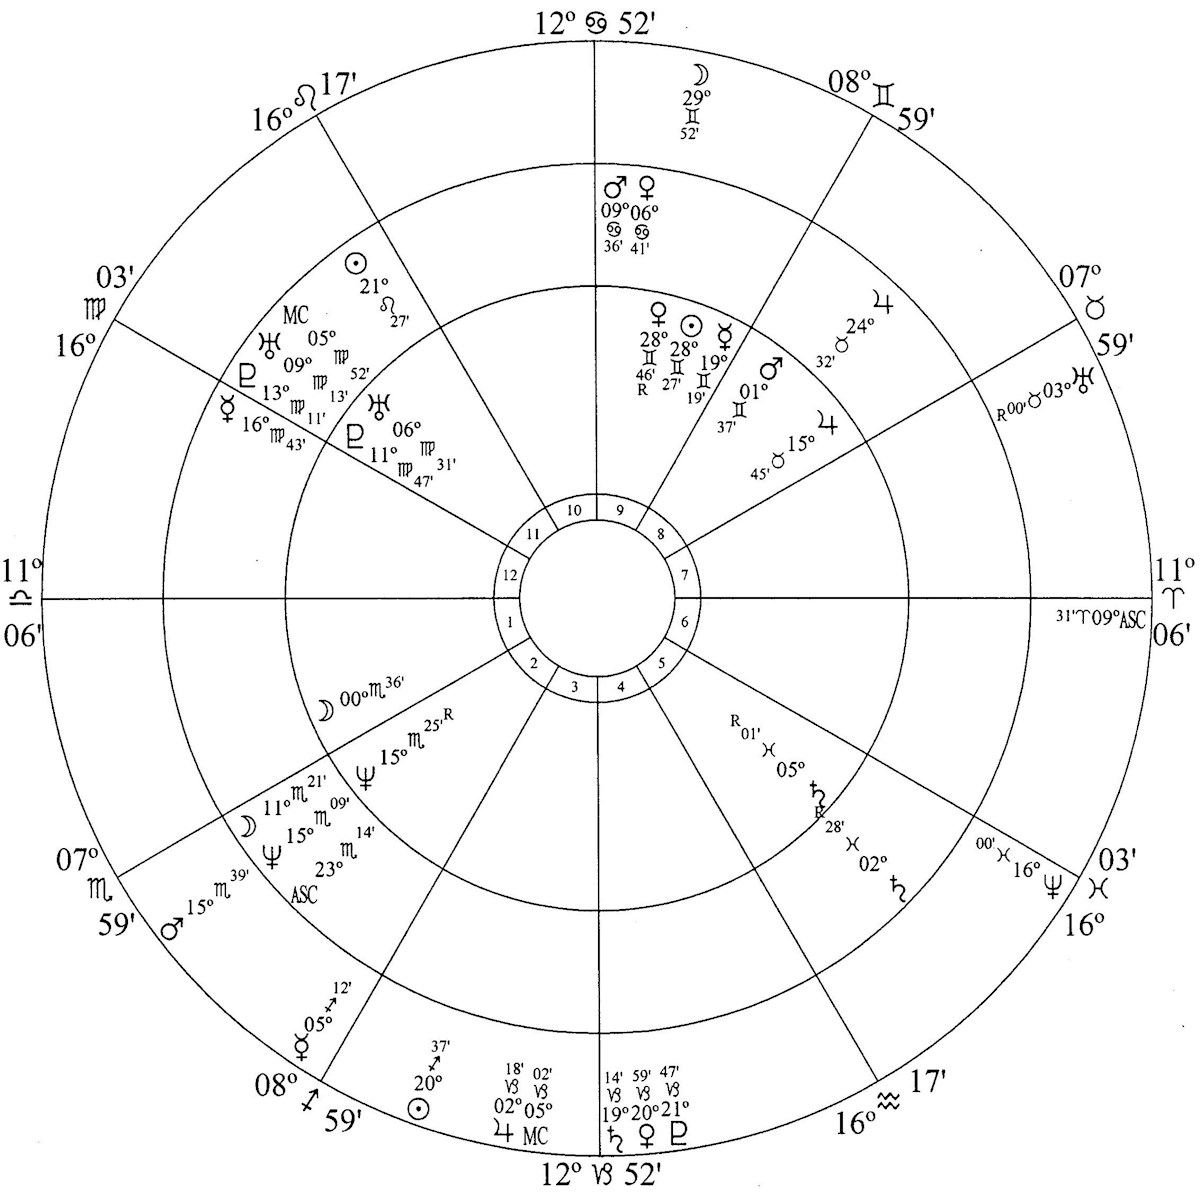 12° ♋ 52'
08° ♊ 59'
07° ♉ 59'
11° ♈ 06'
03' ♓ 16°
17' ♒ 16°
12° ♑ 52'
08° ♐ 59'
07° ♏ 59'
11° ♎ 06'
03' ♍ 16°
16° ♌ 17'
☽ 29° ♊ 52'
♅ 03° ♉ 00' R
31' ♈ 09° ASC
00' ♓ 16° ♆
47' ♑ 21° ♇
59' ♑ 20° ♀
14' ♑ 19° ♄
02' ♑ 05° MC
18' ♑ 02° ♃
37' ♐ 20° ☉
12' ♐ 05° ☿
♂ 15° ♏ 39'
♂ 09° ♋ 36'
♀ 06° ♋ 41'
♃ 24° ♉ 32'
☉ 21° ♌ 27'
MC 05° ♍ 52'
♅ 09° ♍ 13'
♇ 13° ♍ 11'
☿ 16° ♍ 43'
☽ 11° ♏ 21'
♆ 15° ♏ 09'
ASC 23° ♏ 14'
R 28' ♓ 02° ♄
♀ 28° ♊ 46' R
☉ 28° ♊ 27'
☿ 19° ♊ 19'
♂ 01° ♊ 37'
♃ 15° ♉ 45'
♅ 06° ♍ 31'
♇ 11° ♍ 47'
☽ 00° ♏ 36'
♆ 15° ♏ 25' R
R 01' ♓ 05° ♄
1
2
3
4
5
6
7
8
9
10
11
12